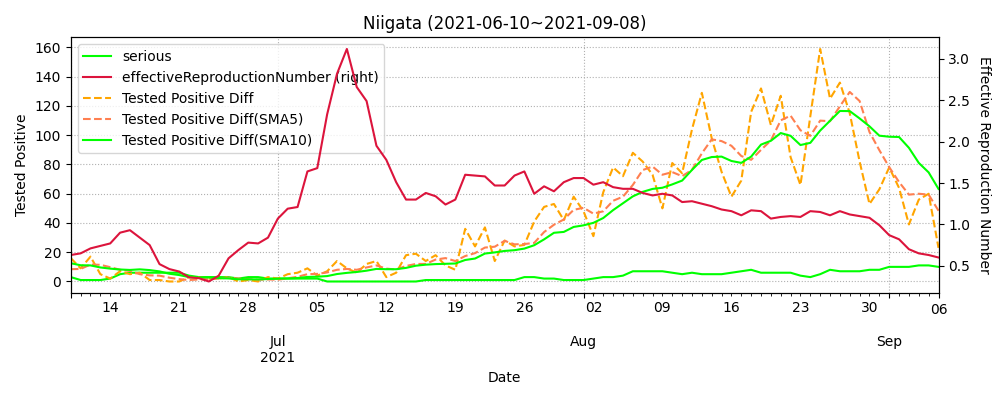 Niigata (2021-06-10~2021-09-08)
serious
effectiveReproductionNumber (right)
Tested Positive Diff
Tested Positive Diff(SMA5)
Tested Positive Diff(SMA10)
Tested Positive
160
140
120
100
80
60
40
20
0
3.0
2.5
2.0
1.5
1.0
0.5
Effective Reproduction Number
14 21 28 05 12 19 26 02 09 16 23 30 06
Jul Aug Sep
2021
Date